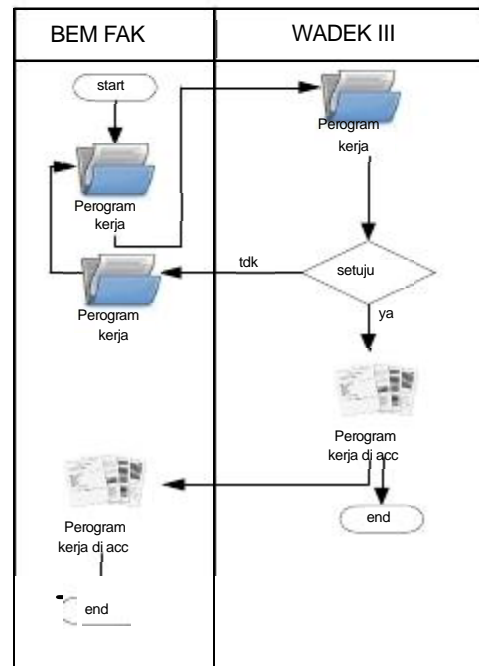 BEM FAK
WADEK III
start
Perogram
kerja
Perogram
kerja
tdk
setuju
Perogram
kerja
ya
Perogram
kerja di acc
Perogram
kerja di acc
end
end